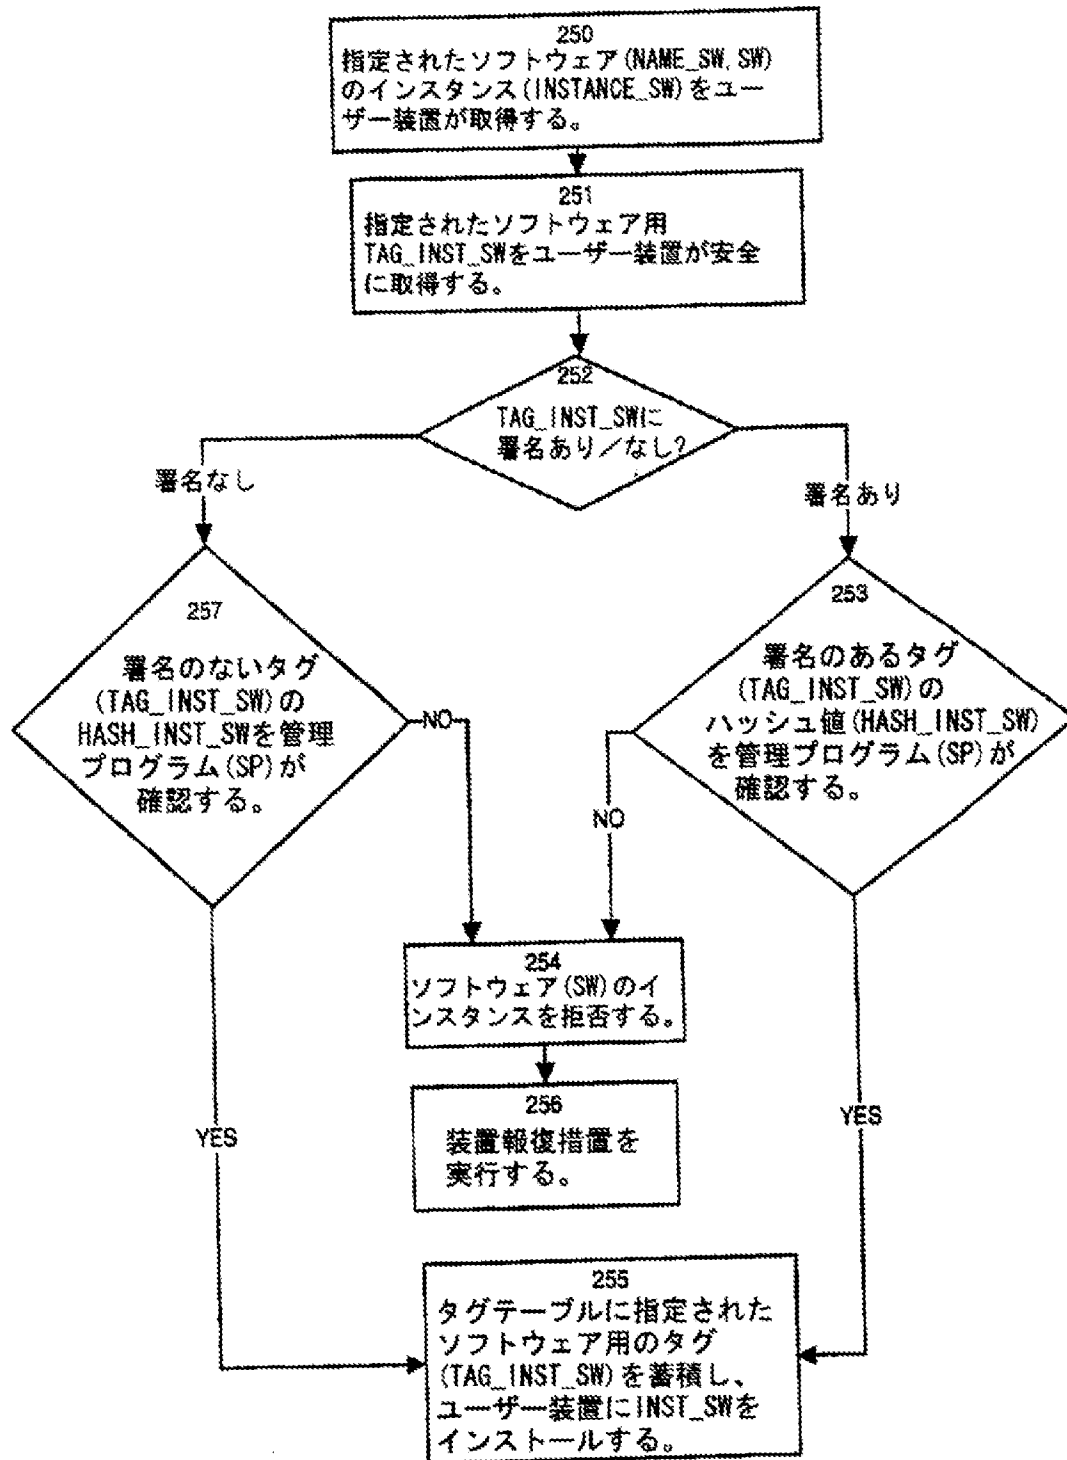 250
指定されたソフトウェア(NAME_SW,SW)
のインスタンス(INSTANCE_SW)をユー
ザー装置が取得する。
251
指定されたソフトウェア用
TAG_INST_SWをユーザー装置が安全
に取得する。
252
TAG_INST_SWに
署名あり/なし?
署名なし
署名あり
257
署名のないタグ
(TAG_INST_SW)の
HASH_INST_SWを管理
プログラム(SP)が
確認する。
NO
253
署名のあるタグ
(TAG_INST_SW)の
ハッシュ値(HASH_INST_SW)
を管理プログラム(SP)が
確認する。
NO
254
ソフトウェア(SW)のイ
ンスタンスを拒否する。
256
装置報復措置を
実行する。
YES
YES
255
タグテーブルに指定された
ソフトウェア用のタグ
(TAG_INST_SW)を蓄積し、
ユーザー装置にINST_SWを
インストールする。